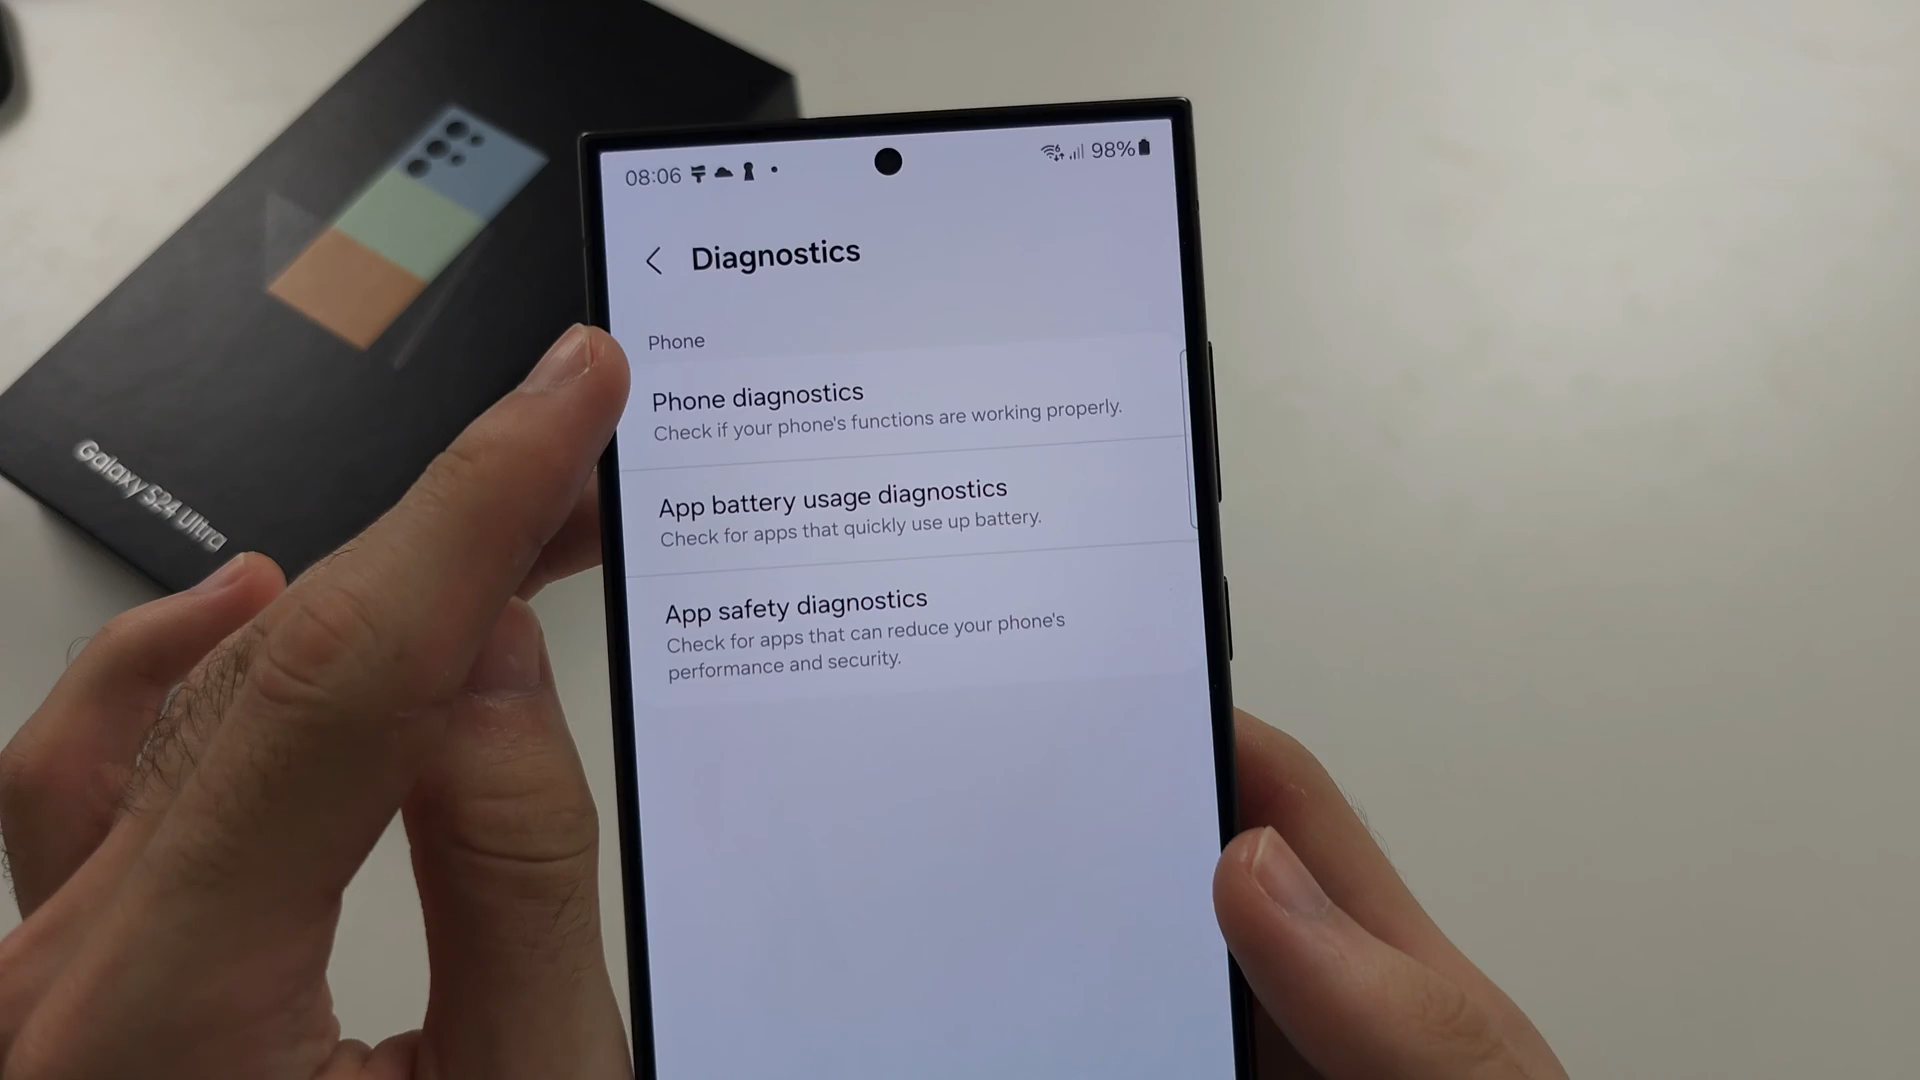 Galaxy S24 Ultra
08:06
98%
Diagnostics
Phone
Phone diagnostics
Check if your phone's functions are working properly.
App battery usage diagnostics
Check for apps that quickly use up battery.
App safety diagnostics
Check for apps that can reduce your phone's
performance and security.